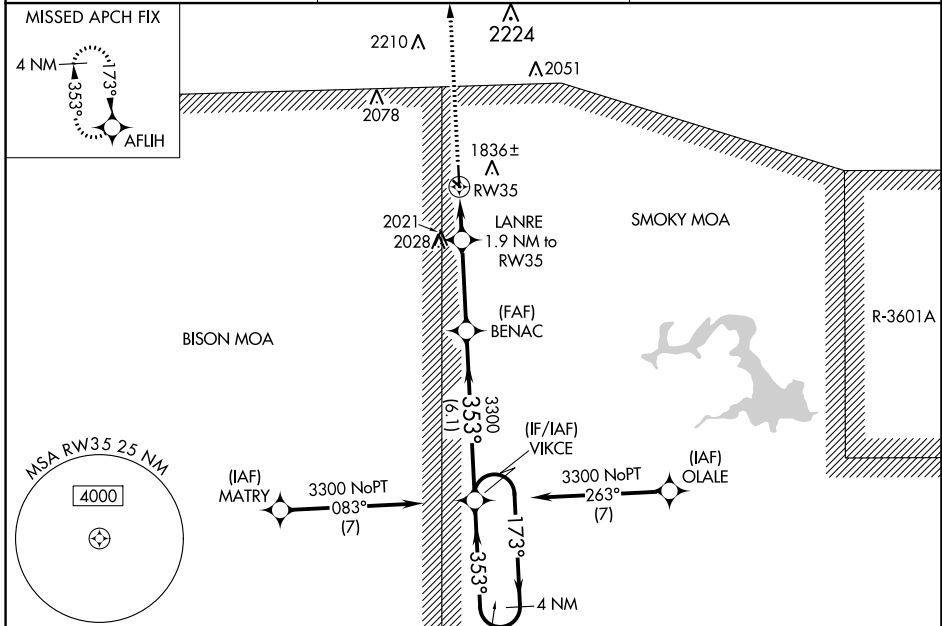 MISSED APCH FIX
4 NM
353°
173°
AFLIH
2210
2224
2051
2078
1836±
RW35
2021
2028
LANRE
1.9 NM to
RW35
SMOKY MOA
BISON MOA
(FAF)
BENAC
R-3601A
3300
353°
(6.1)
(IF/IAF)
VIKCE
MSA RW35 25 NM
4000
(IAF)
MATRY
3300 NoPT
083°
(7)
(IAF)
OLALE
3300 NoPT
263°
(7)
353°
173°
4 NM